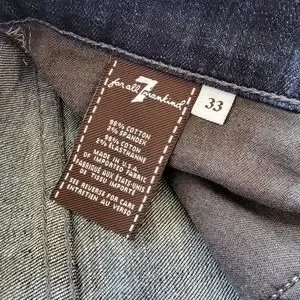 7
for all mankind
33
98% COTTON
2% SPANDEX
98% COTON
2% ELASTHANNE
MADE IN U.S.A.
OF IMPORTED FABRIC
FABRIQUÉ AUX ÉTATS-UNIS
DE TISSU IMPORTÉ
SEE REVERSE FOR CARE
ENTRETIEN AU VERSO